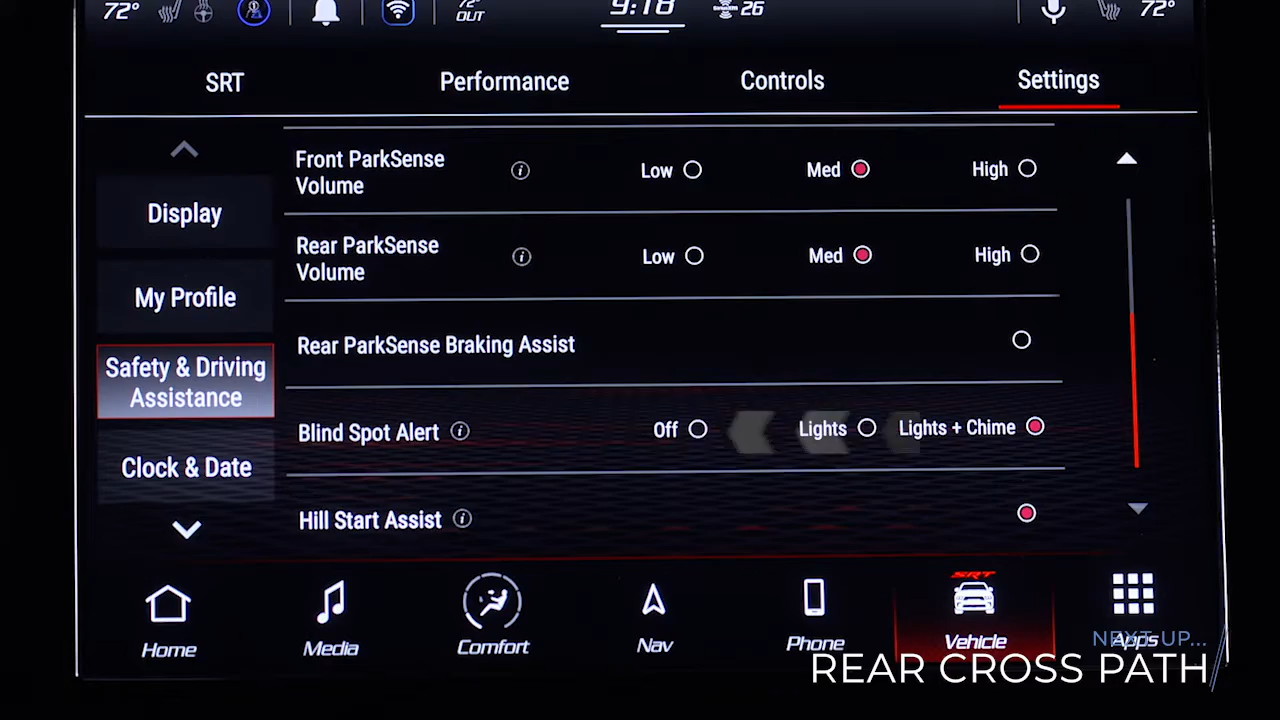 72° 72° OUT 9:18 SiriusXM 26 72°
SRT Performance Controls Settings
Display
My Profile
Safety & Driving
Assistance
Clock & Date
Front ParkSense
Volume
Low Med High
Rear ParkSense
Volume
Low Med High
Rear ParkSense Braking Assist
Blind Spot Alert Off Lights Lights + Chime
Hill Start Assist
SRT
Home Media Comfort Nav Phone Vehicle Apps
NEXT UP...
REAR CROSS PATH